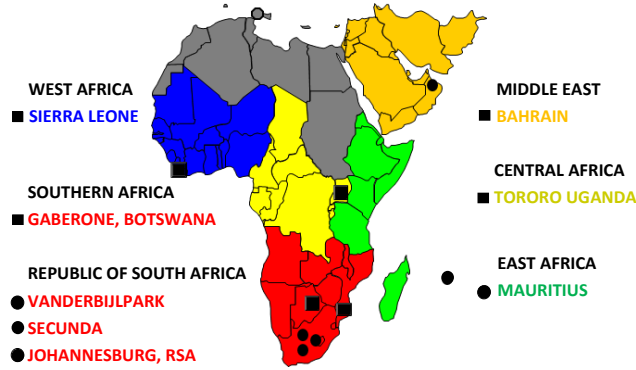 WEST AFRICA
SIERRA LEONE
SOUTHERN AFRICA
GABERONE, BOTSWANA
REPUBLIC OF SOUTH AFRICA
VANDERBIJLPARK
SECUNDA
JOHANNESBURG, RSA
MIDDLE EAST
BAHRAIN
CENTRAL AFRICA
TORORO UGANDA
EAST AFRICA
MAURITIUS